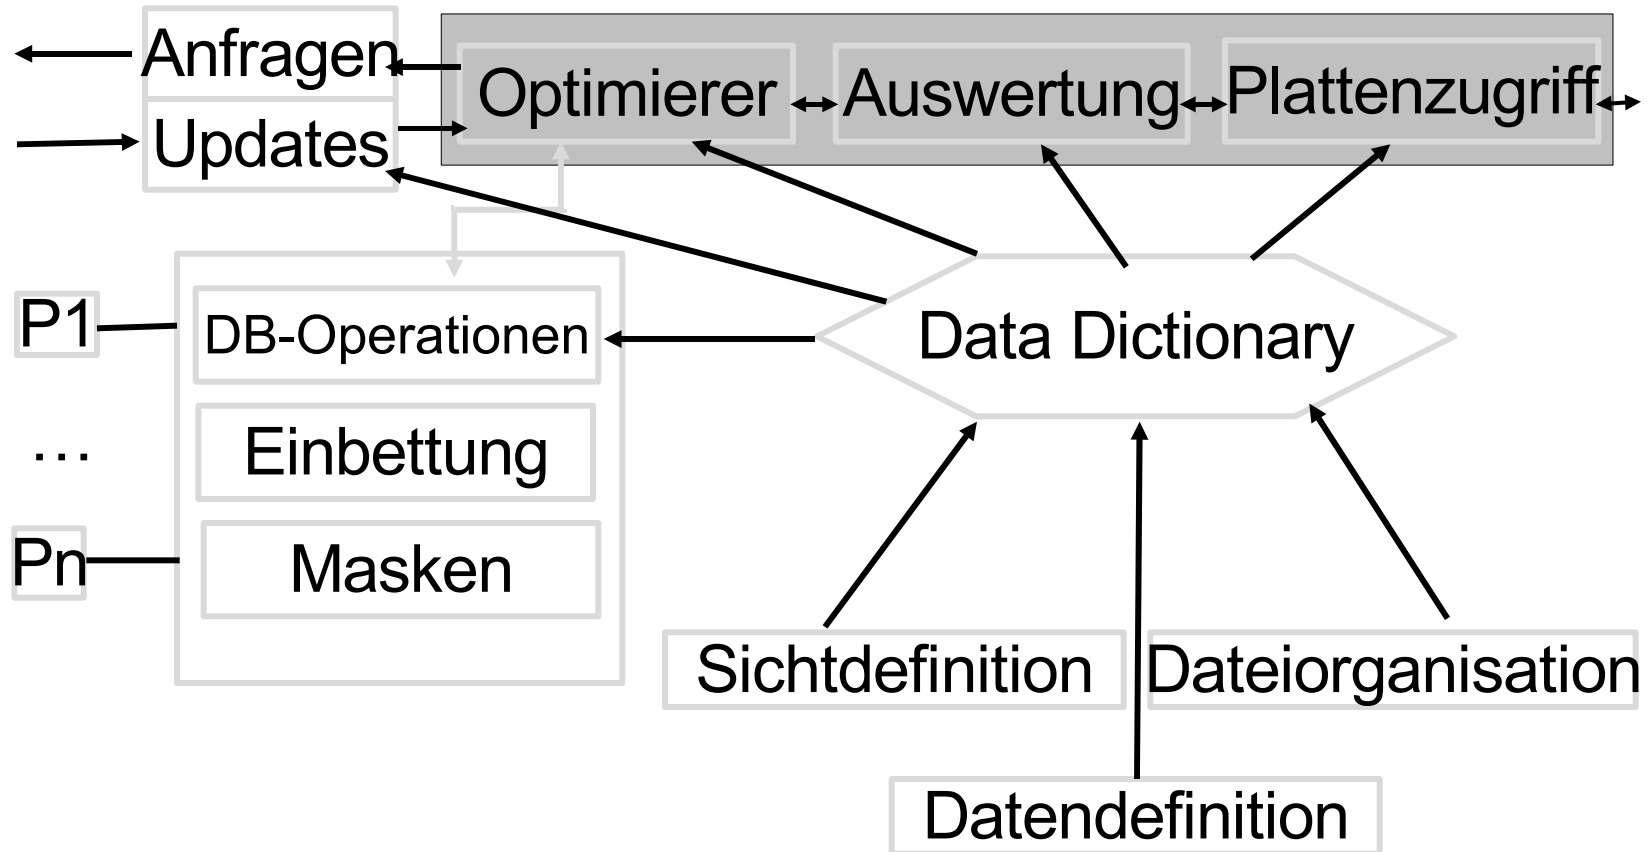 Anfragen
Updates
Optimierer
Auswertung
Plattenzugriff
P1
...
Pn
DB-Operationen
Einbettung
Masken
Data Dictionary
Sichtdefinition
Dateiorganisation
Datendefinition